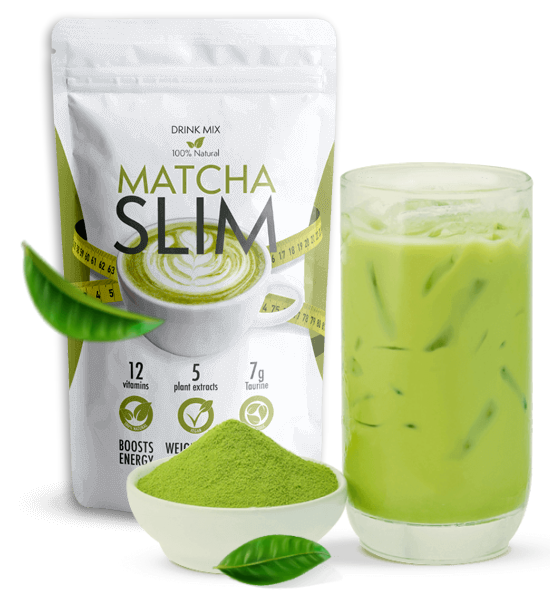 DRINK MIX
100% Natural
MATCHA
SLIM
12
vitamins
5
plant extracts
7g
Taurine
BOOSTS
ENERGY